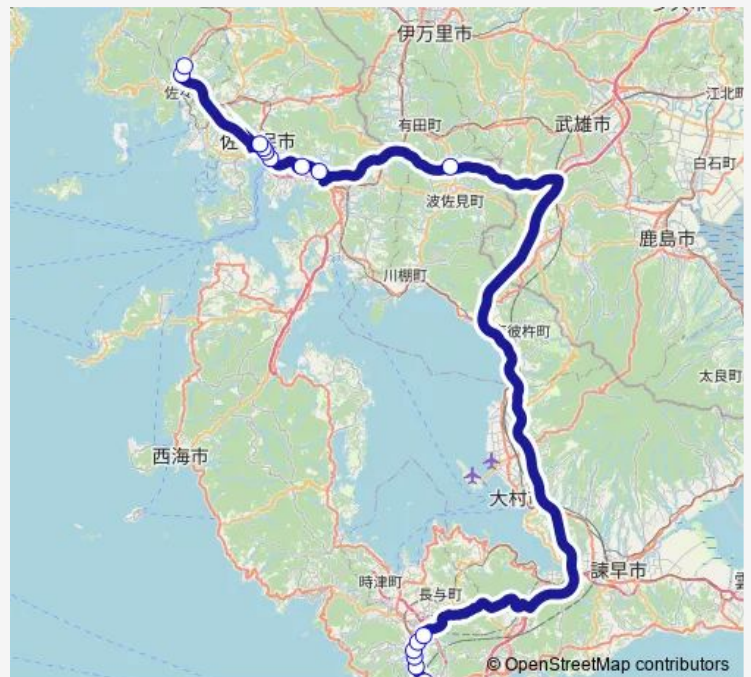 伊万里市
江北町
有田町
武雄市
白石町
波佐見町
鹿島市
川棚町
彼杵町
太良町
西海市
大村
諫早市
時津町
長与町
© OpenStreetMap contributors